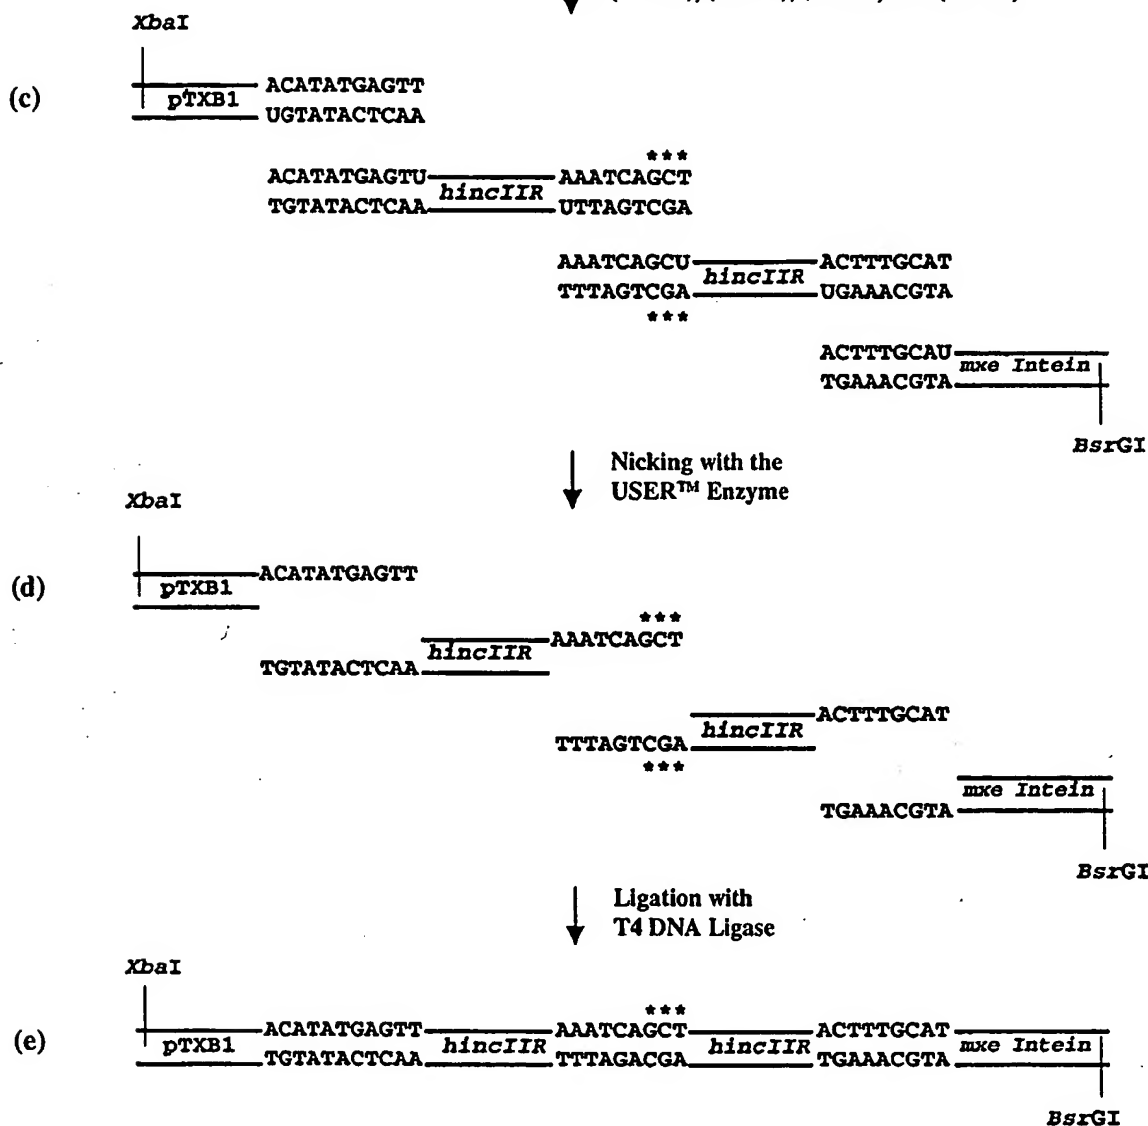 XbaI
(c)
ACATATGAGTT
pTXB1
UGTATACTCAA
***
ACATATGAGTU AAATCAGCT
hincIIR
TGTATACTCAA UTTAGTCGA
AAATCAGCU ACTTTGCAT
hincIIR
TTTAGTCGA UGAAACGTA
***
ACTTTGCAU
mxe Intein
TGAAACGTA
BsrGI
Nicking with the
USER™ Enzyme
XbaI
(d)
ACATATGAGTT
pTXB1
***
AAATCAGCT
hincIIR
TGTATACTCAA
ACTTTGCAT
hincIIR
TTTAGTCGA
***
mxe Intein
TGAAACGTA
BsrGI
Ligation with
T4 DNA Ligase
XbaI
***
(e)
ACATATGAGTT AAATCAGCT ACTTTGCAT
pTXB1 hincIIR hincIIR mxe Intein
TGTATACTCAA TTTAGACGA TGAAACGTA
BsrGI